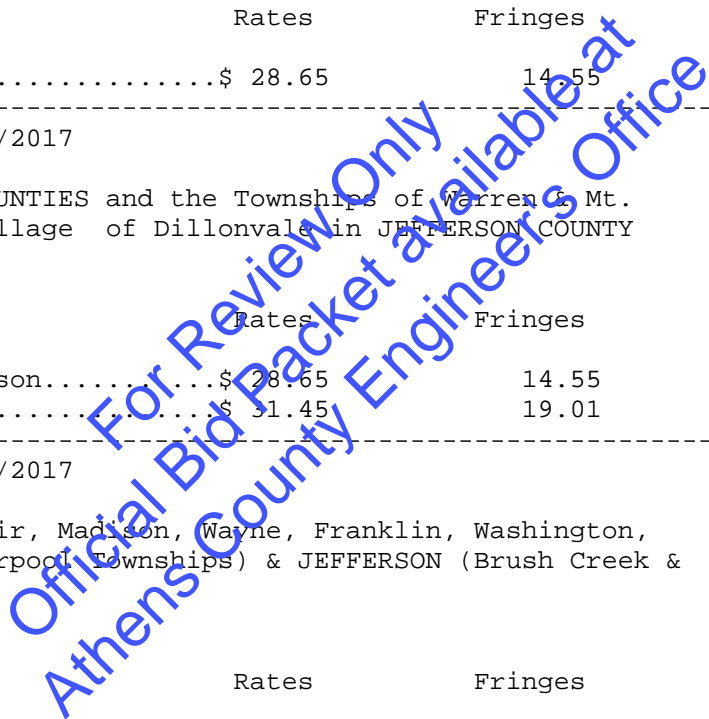 Rates Fringes
..............$ 28.65 14.55
/2017
UNTIES and the Townships of Warren & Mt.
llage of Dillonvale in JEFFERSON COUNTY
Rates Fringes
son...........$ 28.65 14.55
..............$ 31.45 19.01
/2017
ir, Madison, Wayne, Franklin, Washington,
rpool Townships) & JEFFERSON (Brush Creek &
Rates Fringes
For Review Only
Official Bid Packet available at
Athens County Engineer's Office